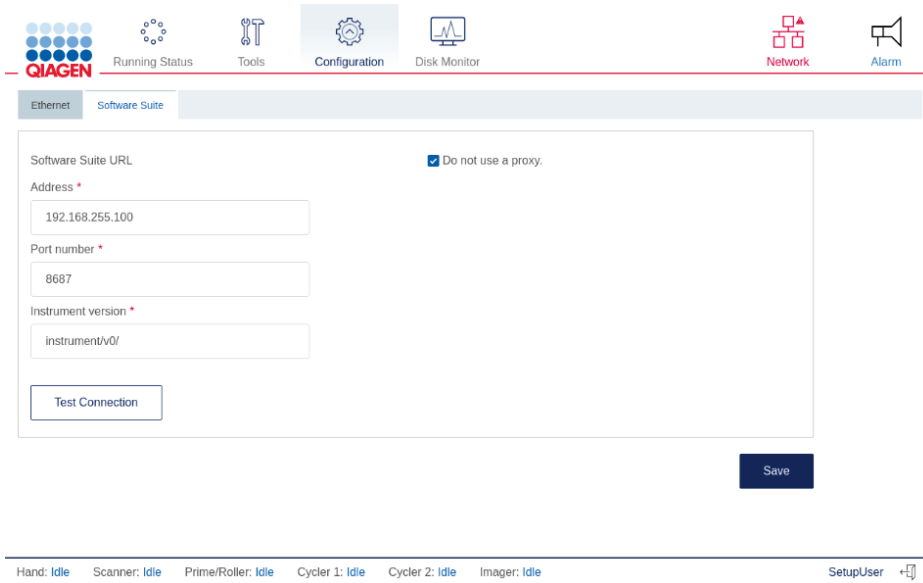 QIAGEN
Running Status
Tools
Configuration
Disk Monitor
Network
Alarm
Ethernet
Software Suite
Software Suite URL
Do not use a proxy.
Address *
192.168.255.100
Port number *
8687
Instrument version *
instrument/v0/
Test Connection
Save
Hand: Idle Scanner: Idle Prime/Roller: Idle Cycler 1: Idle Cycler 2: Idle Imager: Idle SetupUser